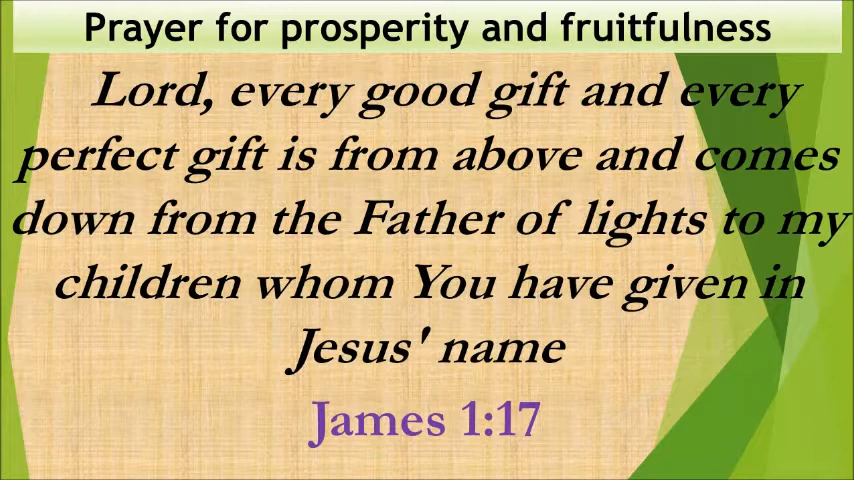 Prayer for prosperity and fruitfulness
Lord, every good gift and every
perfect gift is from above and comes
down from the Father of lights to my
children whom You have given in
Jesus' name
James 1:17